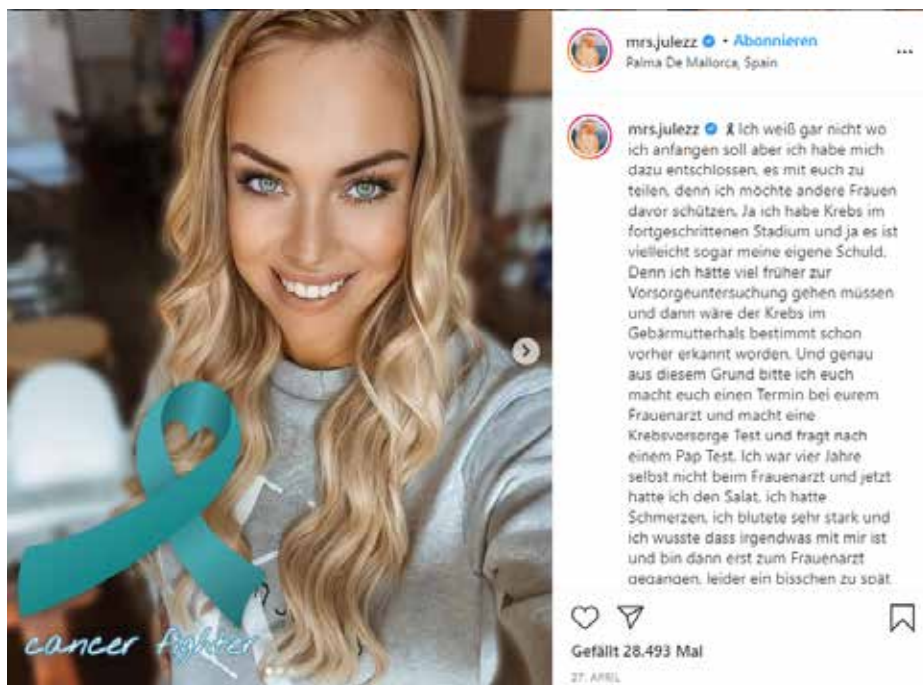 mrs.julezz • Abonnieren
Palma De Mallorca, Spain
mrs.julezz Ich weiß gar nicht wo
ich anfangen soll aber ich habe mich
dazu entschlossen, es mit euch zu
teilen, denn ich möchte andere Frauen
davor schützen. Ja ich habe Krebs im
fortgeschrittenen Stadium und ja es ist
vielleicht sogar meine eigene Schuld.
Denn ich hätte viel früher zur
Vorsorgeuntersuchung gehen müssen
und dann wäre der Krebs im
Gebärmutterhals bestimmt schon
vorher erkannt worden. Und genau
aus diesem Grund bitte ich euch
macht euch einen Termin bei eurem
Frauenarzt und macht eine
Krebsvorsorge Test und fragt nach
einem Pap Test. Ich war vier Jahre
selbst nicht beim Frauenarzt und jetzt
hatte ich den Salat, ich hatte
Schmerzen, ich blutete sehr stark und
ich wusste dass irgendwas mit mir ist
und bin dann erst zum Frauenarzt
gegangen, leider ein bisschen zu spät
cancer fighter
Gefällt 28.493 Mal
27. APRIL